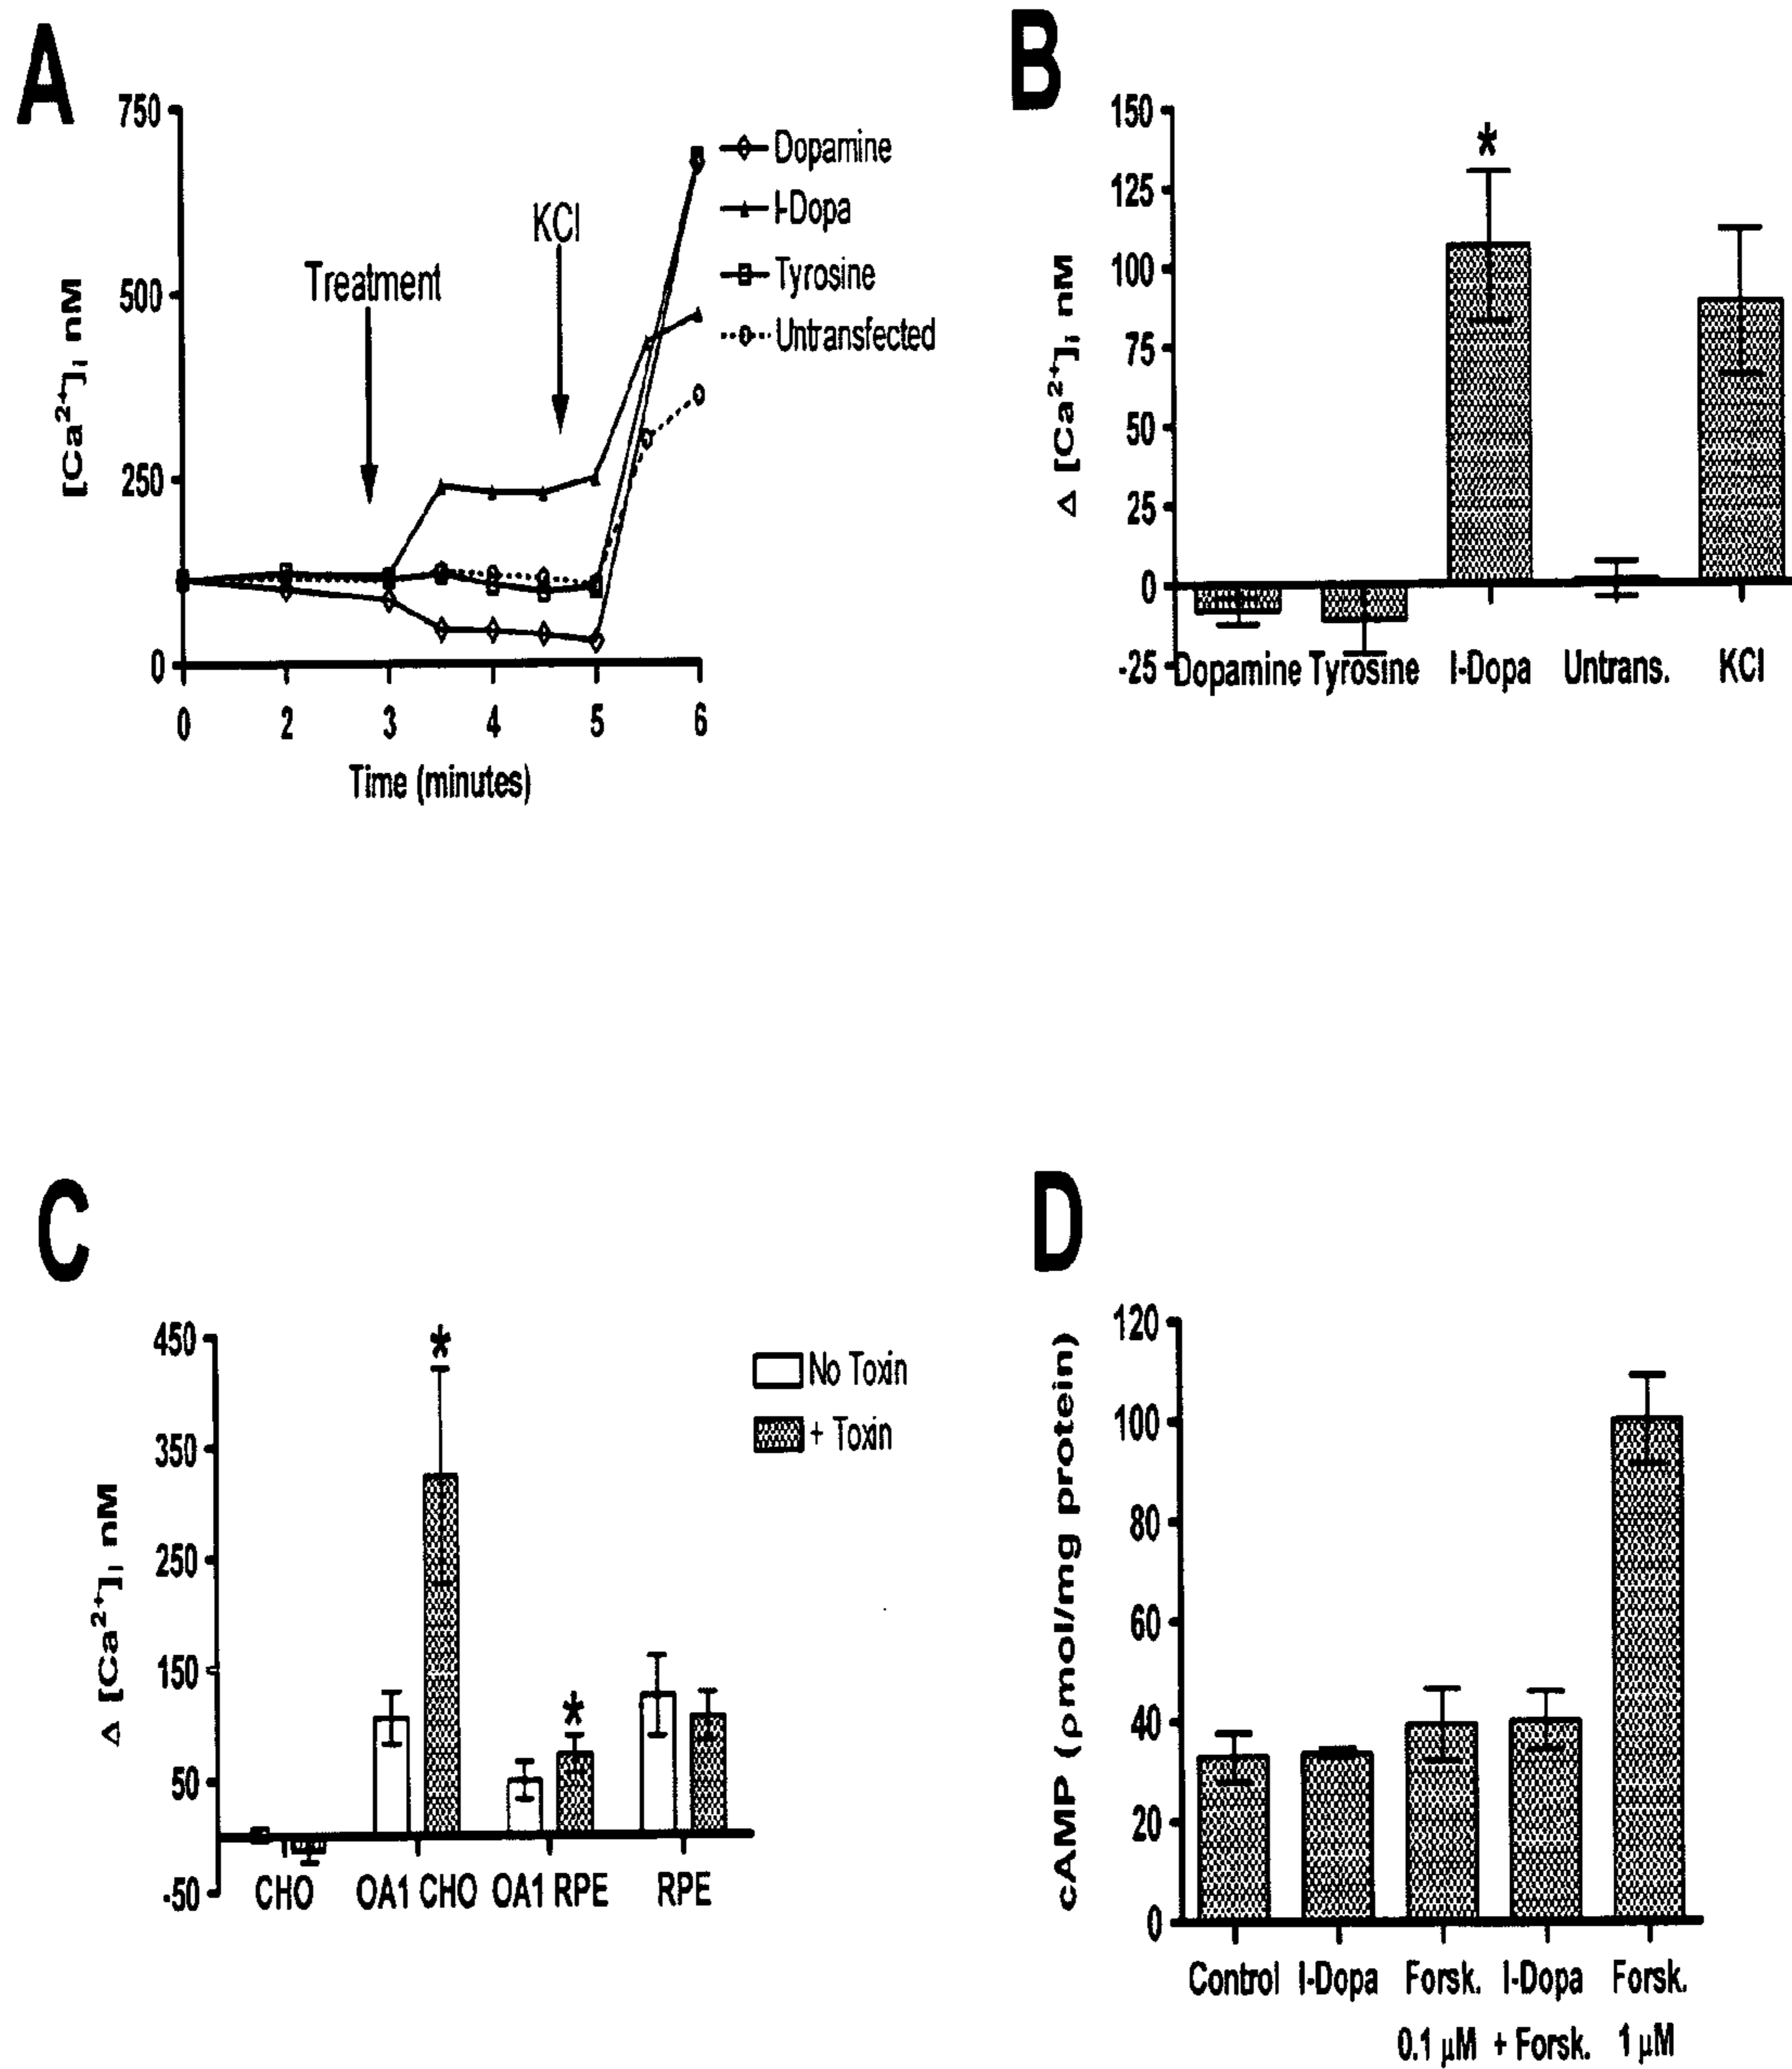 A
750
500
250
0
[Ca²⁺]ᵢ nM
Treatment
KCl
Dopamine
l-Dopa
Tyrosine
Untransfected
0 2 3 4 5 6
Time (minutes)
B
150
125
100
75
50
25
0
-25
Δ [Ca²⁺]ᵢ nM
*
Dopamine Tyrosine l-Dopa Untrans. KCl
C
450
350
250
150
50
-50
Δ [Ca²⁺]ᵢ nM
*
*
No Toxin
+ Toxin
CHO OA1 CHO OA1 RPE RPE
D
120
100
80
60
40
20
0
cAMP (pmol/mg protein)
Control l-Dopa Forsk. l-Dopa Forsk.
0.1 µM + Forsk. 1 µM